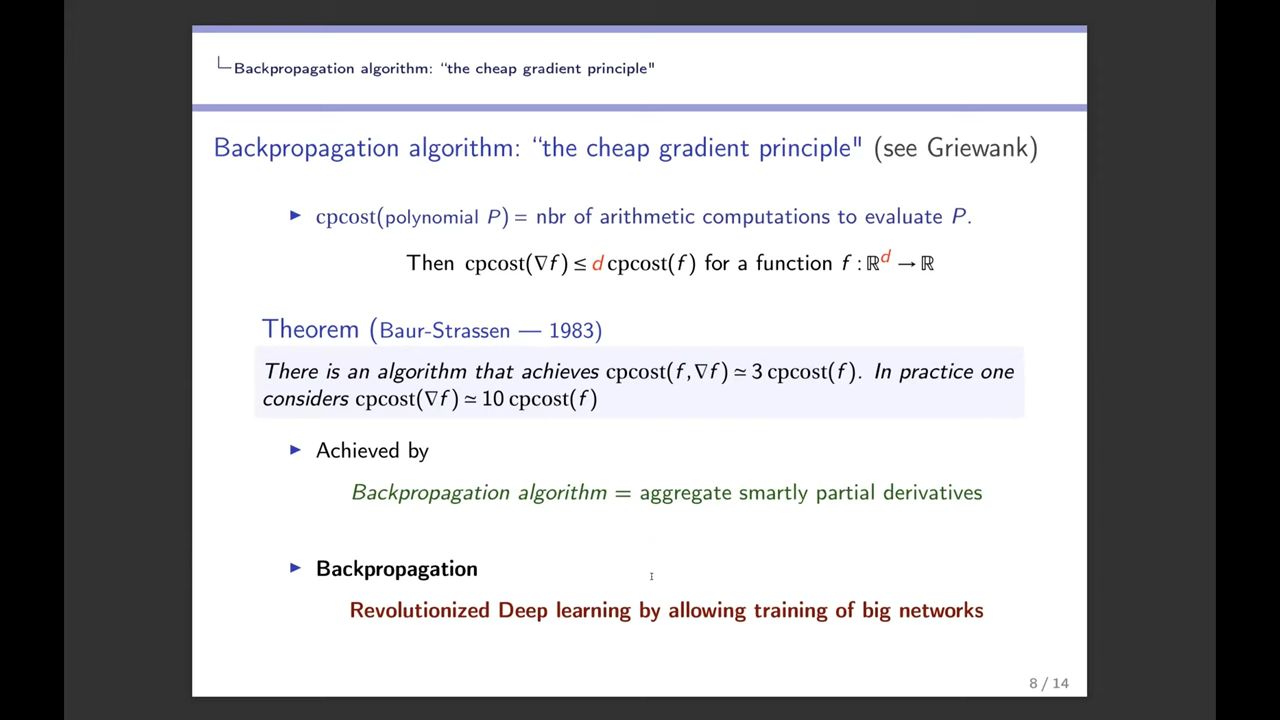 Backpropagation algorithm: “the cheap gradient principle"
Backpropagation algorithm: “the cheap gradient principle" (see Griewank)
► cpcost(polynomial P) = nbr of arithmetic computations to evaluate P.
Then cpcost(∇f) ≤ d cpcost(f) for a function f : ℝᵈ → ℝ
Theorem (Baur-Strassen — 1983)
There is an algorithm that achieves cpcost(f,∇f) ≃ 3 cpcost(f). In practice one
considers cpcost(∇f) ≃ 10 cpcost(f)
► Achieved by
Backpropagation algorithm = aggregate smartly partial derivatives
► Backpropagation
Revolutionized Deep learning by allowing training of big networks
8 / 14